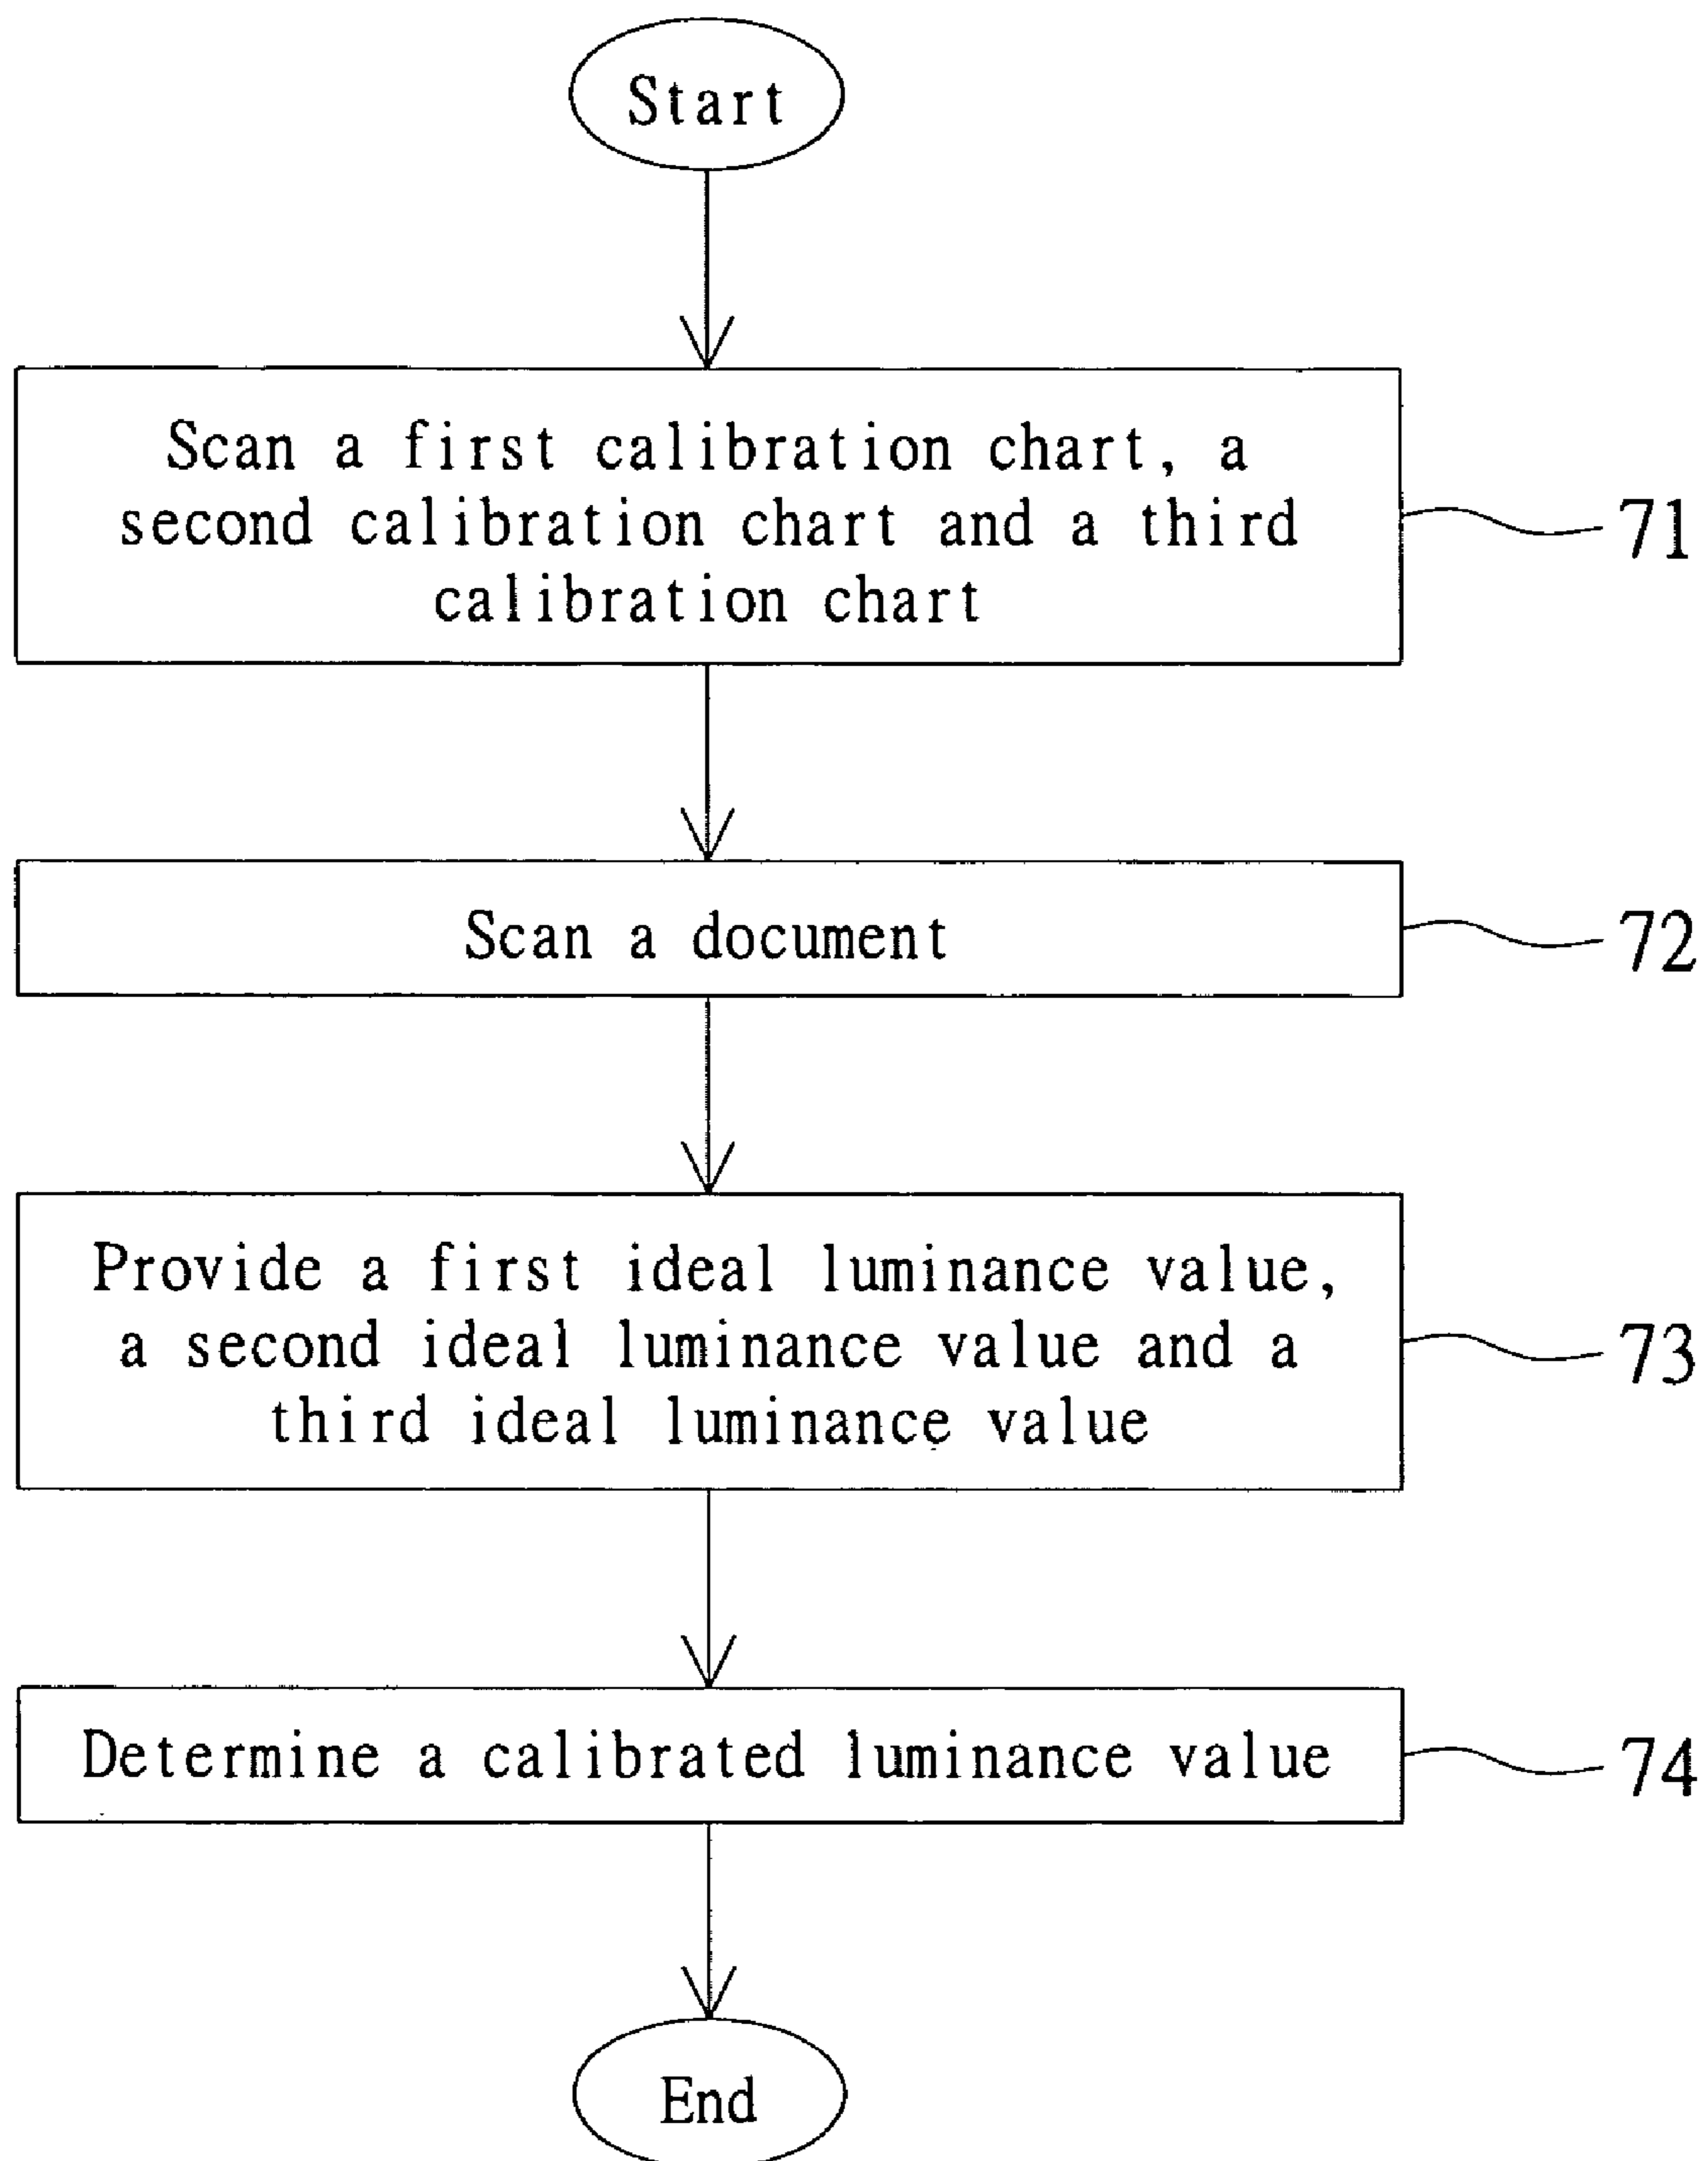 Start
Scan a first calibration chart, a
second calibration chart and a third
calibration chart
71
Scan a document
72
Provide a first ideal luminance value,
a second ideal luminance value and a
third ideal luminance value
73
Determine a calibrated luminance value
74
End